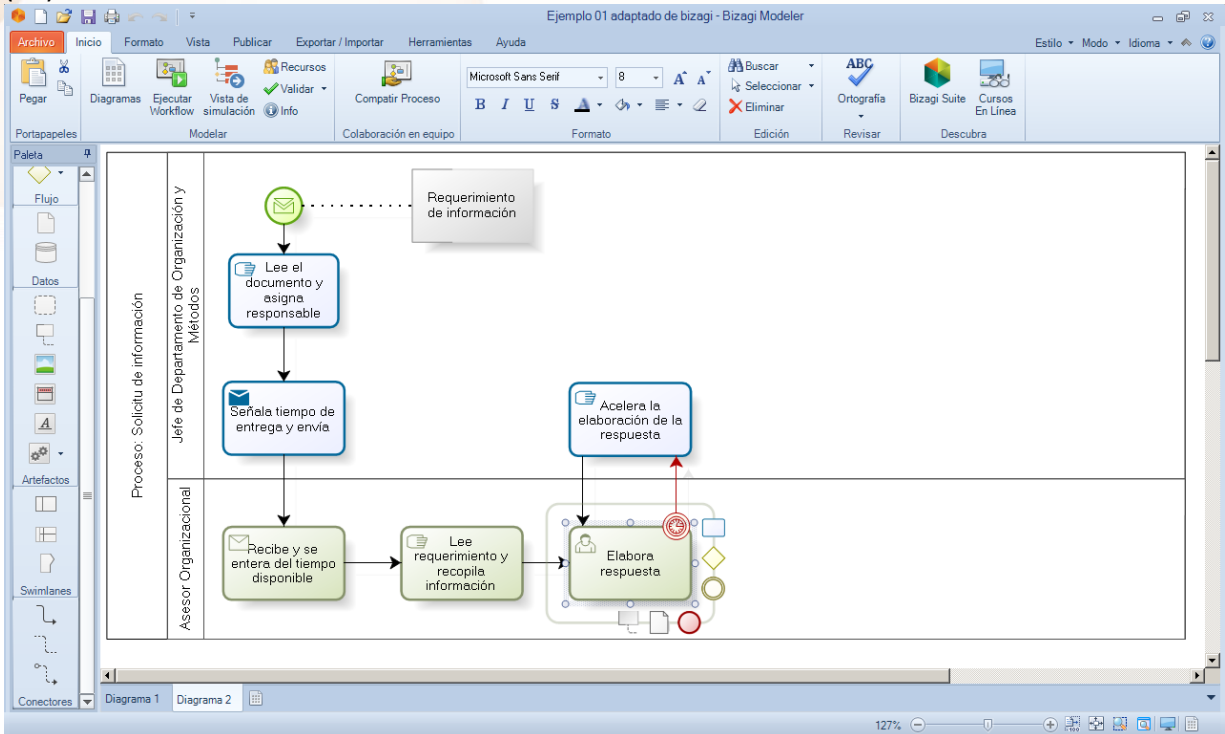 Ejemplo 01 adaptado de bizagi - Bizagi Modeler
Archivo Inicio Formato Vista Publicar Exportar / Importar Herramientas Ayuda Estilo Modo Idioma
Pegar
Portapapeles
Diagramas
Ejecutar
Workflow
Vista de
simulación
Recursos
Validar
Info
Modelar
Compatir Proceso
Colaboración en equipo
Microsoft Sans Serif 8 A A
B I U S A
Formato
Buscar
Seleccionar
Eliminar
Edición
ABC
Ortografía
Revisar
Bizagi Suite
Cursos
En Línea
Descubra
Paleta
Flujo
Datos
A
Artefactos
Swimlanes
Conectores
Proceso: Solicitu de información
Jefe de Departamento de Organización y
Métodos
Requerimiento
de información
Lee el
documento y
asigna
responsable
Señala tiempo de
entrega y envía
Acelera la
elaboración de la
respuesta
Asesor Organizacional
Recibe y se
entera del tiempo
disponible
Lee
requerimiento y
recopila
información
Elabora
respuesta
Diagrama 1 Diagrama 2
127%